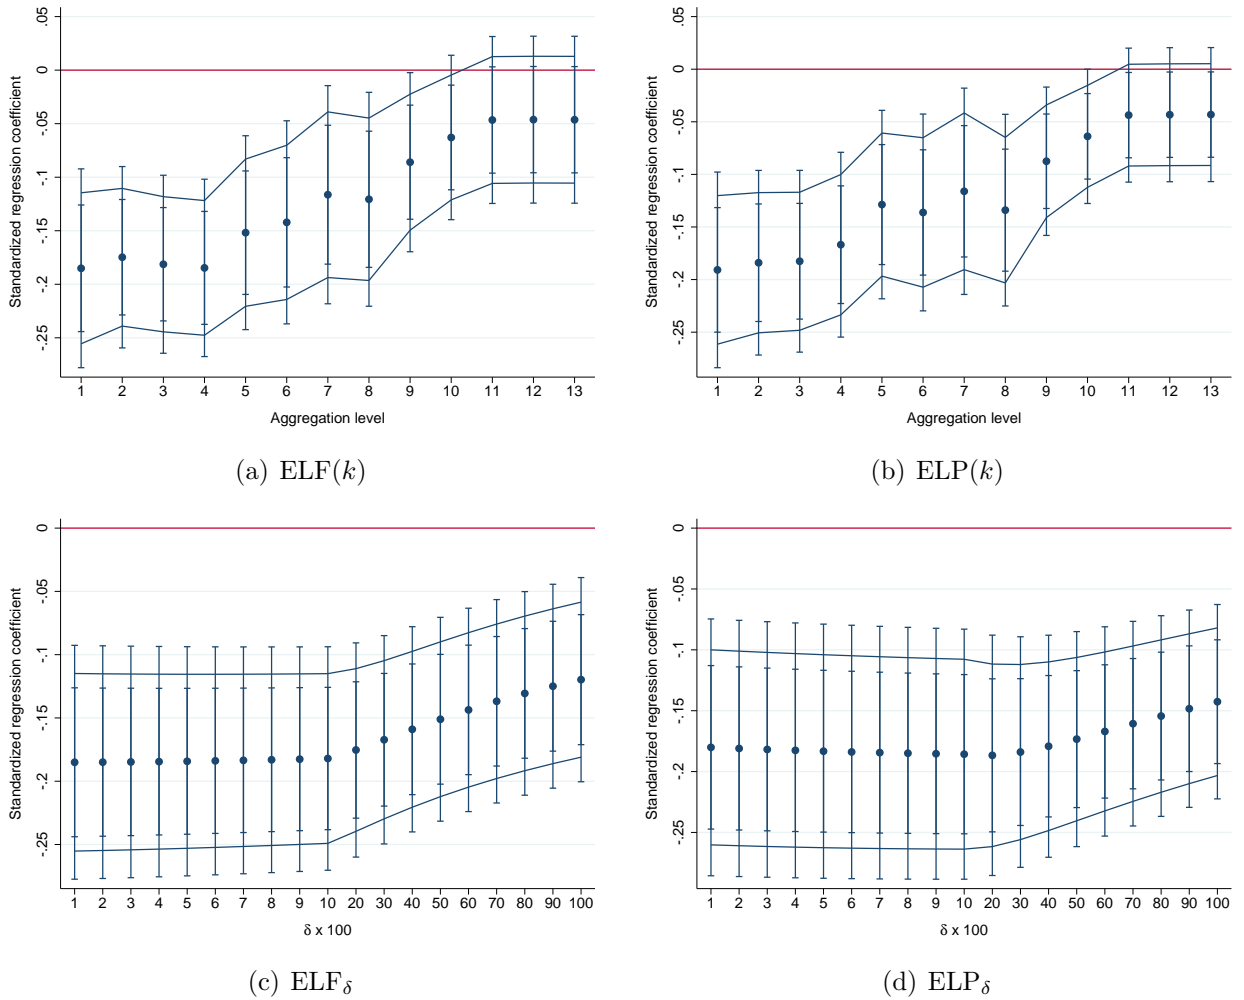 .05
0
-.05
-.1
-.15
-.2
-.25
Standardized regression coefficient
1 2 3 4 5 6 7 8 9 10 11 12 13
Aggregation level
(a) ELF(k)
.05
0
-.05
-.1
-.15
-.2
-.25
Standardized regression coefficient
1 2 3 4 5 6 7 8 9 10 11 12 13
Aggregation level
(b) ELP(k)
0
-.05
-.1
-.15
-.2
-.25
Standardized regression coefficient
1 2 3 4 5 6 7 8 9 10 20 30 40 50 60 70 80 90 100
δ x 100
(c) ELF_δ
0
-.05
-.1
-.15
-.2
-.25
Standardized regression coefficient
1 2 3 4 5 6 7 8 9 10 20 30 40 50 60 70 80 90 100
δ x 100
(d) ELP_δ